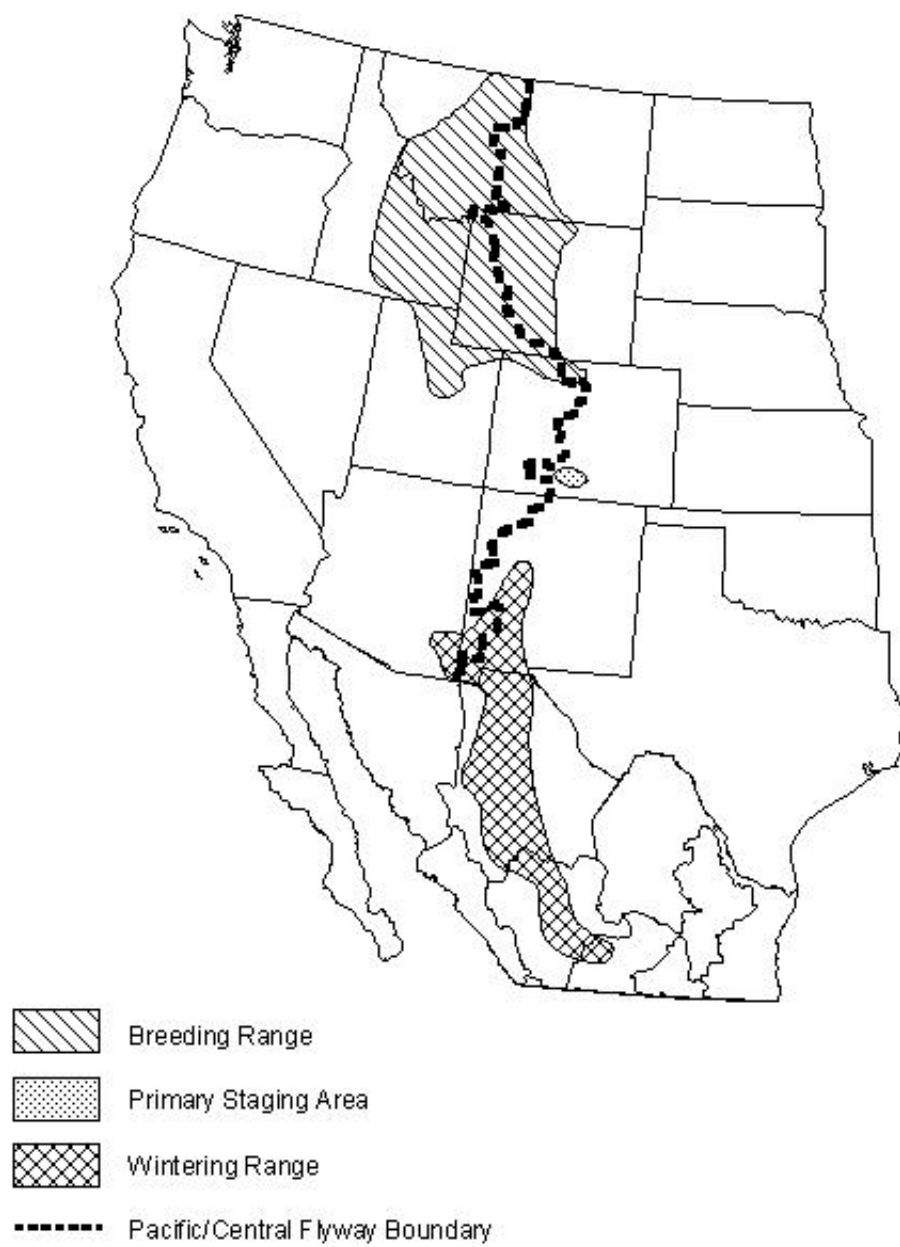 Breeding Range
Primary Staging Area
Wintering Range
Pacific/Central Flyway Boundary